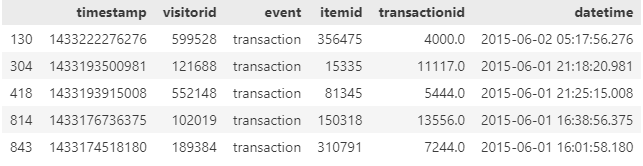 timestamp visitorid event itemid transactionid datetime
130 1433222276276 599528 transaction 356475 4000.0 2015-06-02 05:17:56.276
304 1433193500981 121688 transaction 15335 11117.0 2015-06-01 21:18:20.981
418 1433193915008 552148 transaction 81345 5444.0 2015-06-01 21:25:15.008
814 1433176736375 102019 transaction 150318 13556.0 2015-06-01 16:38:56.375
843 1433174518180 189384 transaction 310791 7244.0 2015-06-01 16:01:58.180